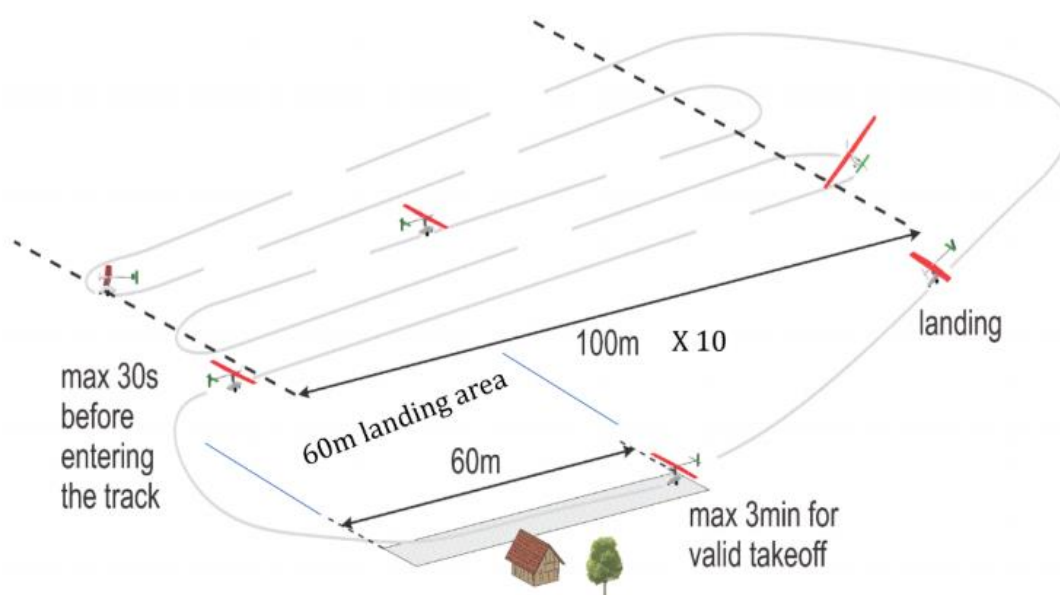 100m X 10
landing
max 30s
before
entering
the track
60m landing area
60m
max 3min for
valid takeoff